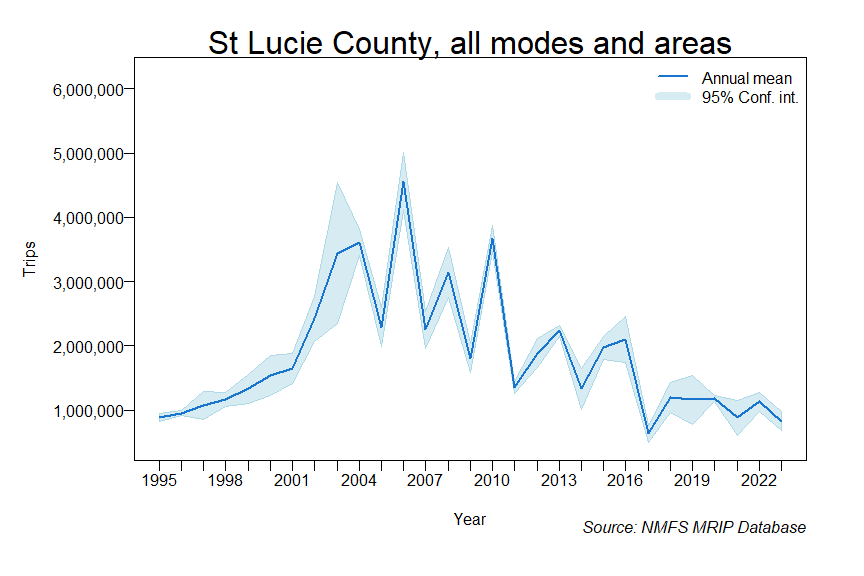 St Lucie County, all modes and areas
Annual mean
95% Conf. int.
6,000,000
5,000,000
4,000,000
3,000,000
2,000,000
1,000,000
Trips
1995 1998 2001 2004 2007 2010 2013 2016 2019 2022
Year
Source: NMFS MRIP Database